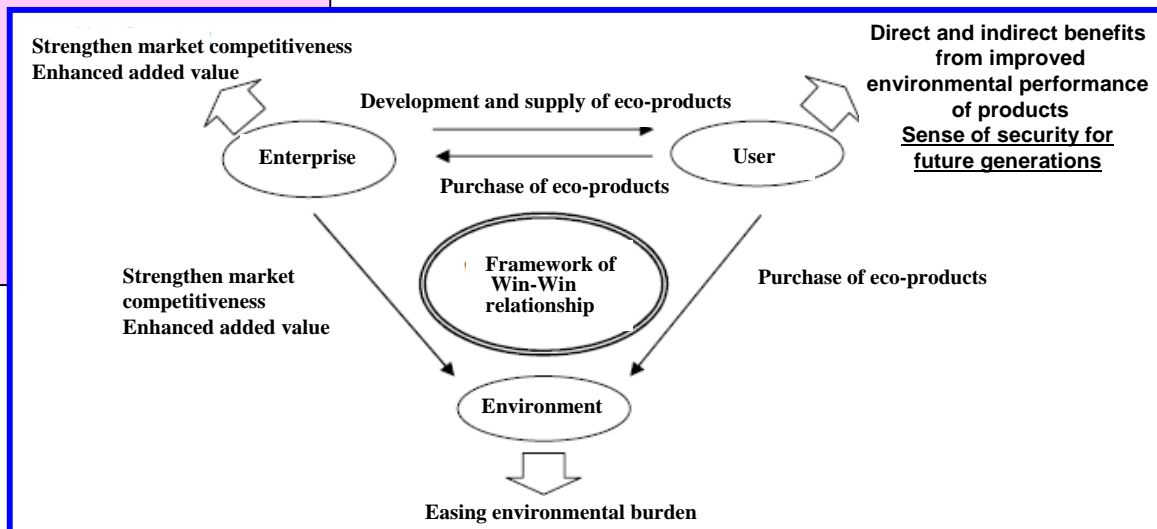 Strengthen market competitiveness
Enhanced added value
Direct and indirect benefits
from improved
environmental performance
of products
Sense of security for
future generations
Development and supply of eco-products
Enterprise
User
Purchase of eco-products
Framework of
Win-Win
relationship
Strengthen market
competitiveness
Enhanced added value
Purchase of eco-products
Environment
Easing environmental burden